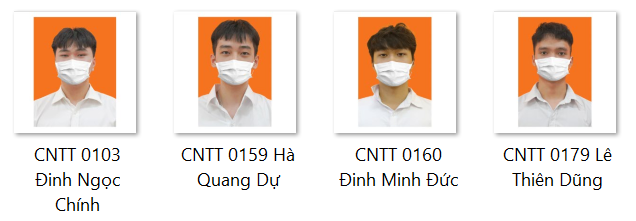 CNTT 0103
Đinh Ngọc
Chính
CNTT 0159 Hà
Quang Dự
CNTT 0160
Đinh Minh Đức
CNTT 0179 Lê
Thiên Dũng